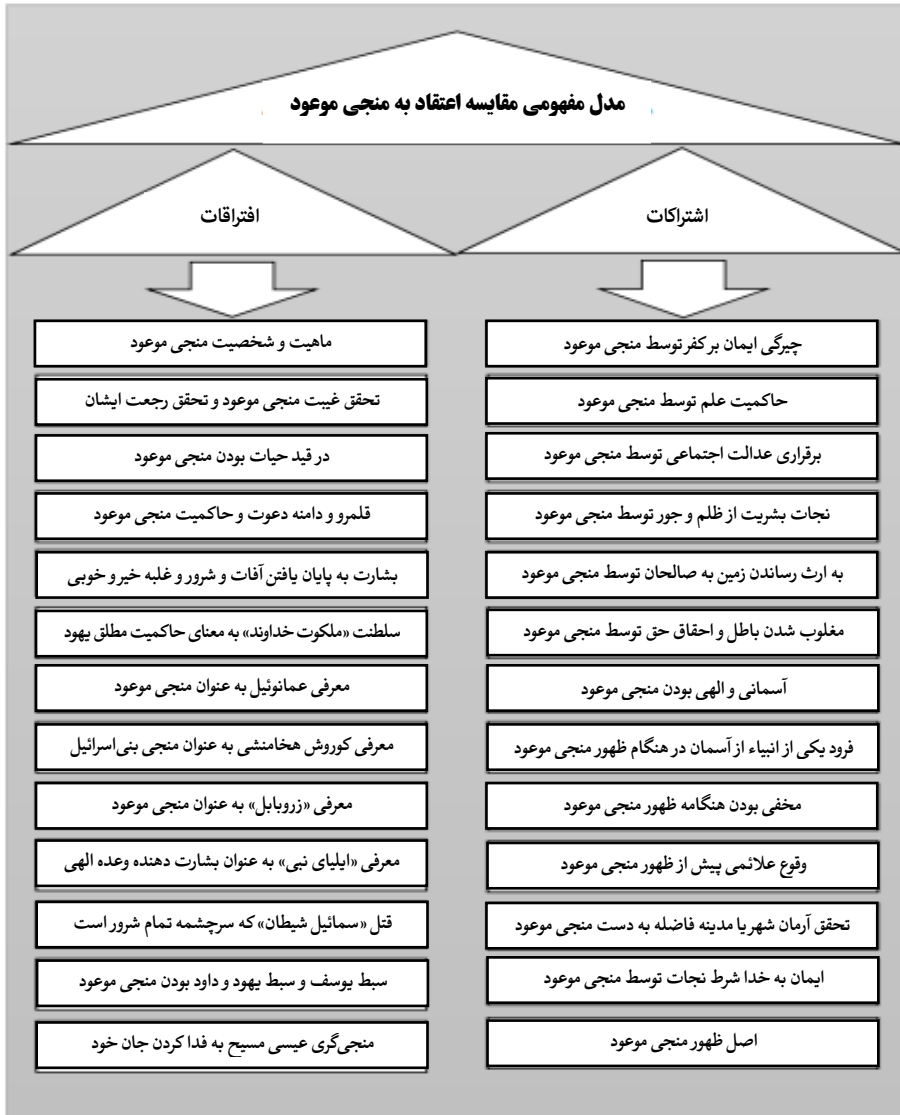 مدل مفهومی مقایسه اعتقاد به منجی موعود
اشتراکات
چیرگی ایمان بر کفر توسط منجی موعود
حاکمیت علم توسط منجی موعود
برقراری عدالت اجتماعی توسط منجی موعود
نجات بشریت از ظلم و جور توسط منجی موعود
به ارث رساندن زمین به صالحان توسط منجی موعود
مغلوب شدن باطل و احقاق حق توسط منجی موعود
آسمانی و الهی بودن منجی موعود
فرود یکی از انبیاء از آسمان در هنگام ظهور منجی موعود
مخفی بودن هنگامه ظهور منجی موعود
وقوع علائمی پیش از ظهور منجی موعود
تحقق آرمان شهر یا مدینه فاضله به دست منجی موعود
ایمان به خدا شرط نجات توسط منجی موعود
اصل ظهور منجی موعود
افتراقات
ماهیت و شخصیت منجی موعود
تحقق غیبت منجی موعود و تحقق رجعت ایشان
در قید حیات بودن منجی موعود
قلمرو و دامنه دعوت و حاکمیت منجی موعود
بشارت به پایان یافتن آفات و شرور و غلبه خیر و خوبی
سلطنت «ملکوت خداوند» به معنای حاکمیت مطلق یهود
معرفی عمانوئیل به عنوان منجی موعود
معرفی کوروش هخامنشی به عنوان منجی بنی‌اسرائیل
معرفی «زروبابل» به عنوان منجی موعود
معرفی «ایلیای نبی» به عنوان بشارت دهنده وعده الهی
قتل «سمائیل شیطان» که سرچشمه تمام شرور است
سبط یوسف و سبط یهود و داود بودن منجی موعود
منجی‌گری عیسی مسیح به فدا کردن جان خود